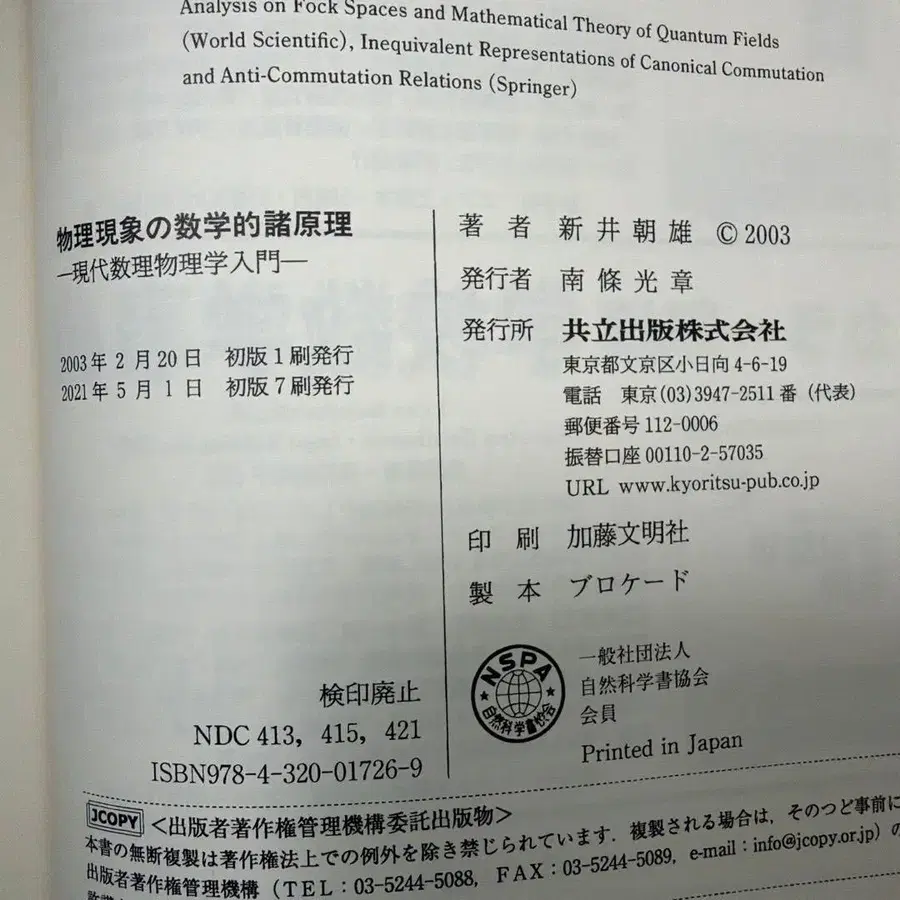 Analysis on Fock Spaces and Mathematical Theory of Quantum Fields
(World Scientific), Inequivalent Representations of Canonical Commutation
and Anti-Commutation Relations (Springer)
物理現象の数学的諸原理
―現代数理物理学入門―
2003年 2 月 20 日 初版 1 刷発行
2021年 5 月 1 日 初版 7 刷発行
検印廃止
NDC 413, 415, 421
ISBN978-4-320-01726-9
著 者 新井朝雄 © 2003
発行者 南條光章
発行所 共立出版株式会社
東京都文京区小日向 4-6-19
電話 東京(03)3947-2511 番(代表)
郵便番号 112-0006
振替口座 00110-2-57035
URL www.kyoritsu-pub.co.jp
印 刷 加藤文明社
製 本 ブロケード
NSPA
自然科学書協会
一般社団法人
自然科学書協会
会員
Printed in Japan
JCOPY <出版者著作権管理機構委託出版物>
本書の無断複製は著作権法上での例外を除き禁じられています.複製される場合は,そのつど事前に
出版者著作権管理機構(TEL:03-5244-5088, FAX:03-5244-5089, e-mail:info@jcopy.or.jp)の